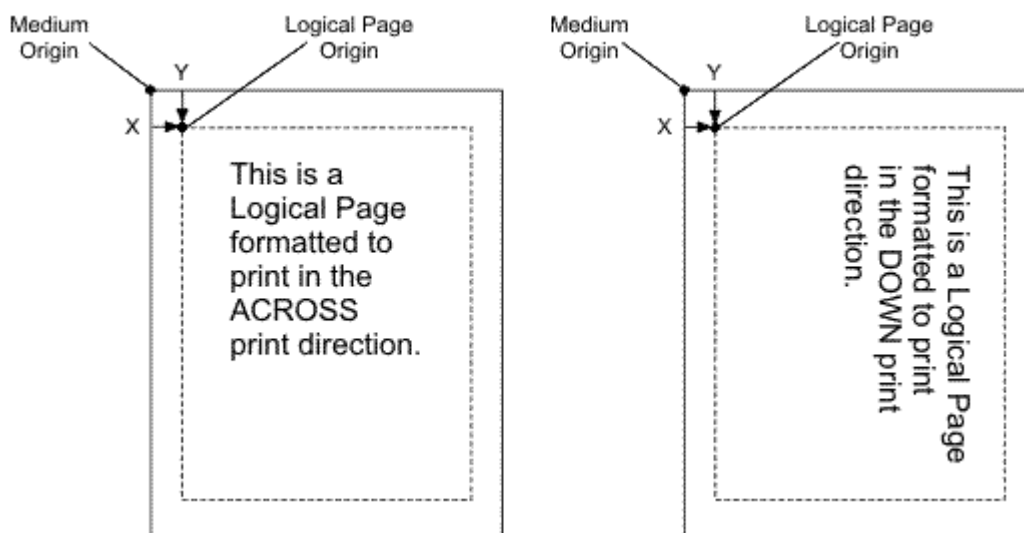 Medium
Origin
Logical Page
Origin
Y
X
This is a
Logical Page
formatted to
print in the
ACROSS
print direction.
Medium
Origin
Logical Page
Origin
Y
X
This is a Logical Page
formatted to print
in the DOWN print
direction.